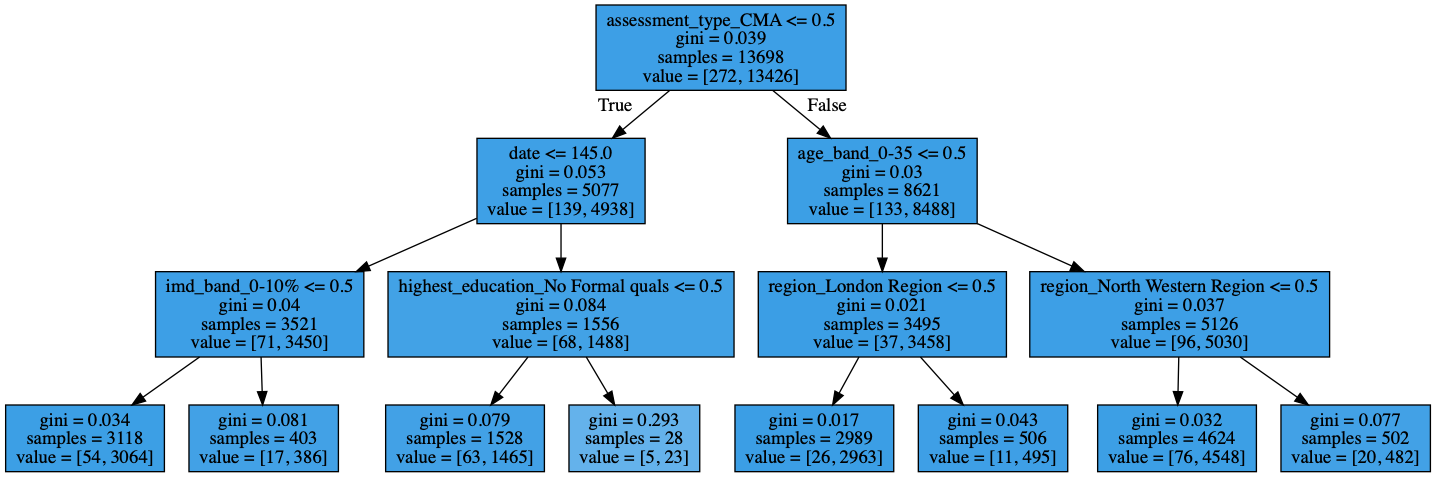 assessment_type_CMA <= 0.5
gini = 0.039
samples = 13698
value = [272, 13426]
True
False
date <= 145.0
gini = 0.053
samples = 5077
value = [139, 4938]
age_band_0-35 <= 0.5
gini = 0.03
samples = 8621
value = [133, 8488]
imd_band_0-10% <= 0.5
gini = 0.04
samples = 3521
value = [71, 3450]
highest_education_No Formal quals <= 0.5
gini = 0.084
samples = 1556
value = [68, 1488]
region_London Region <= 0.5
gini = 0.021
samples = 3495
value = [37, 3458]
region_North Western Region <= 0.5
gini = 0.037
samples = 5126
value = [96, 5030]
gini = 0.034
samples = 3118
value = [54, 3064]
gini = 0.081
samples = 403
value = [17, 386]
gini = 0.079
samples = 1528
value = [63, 1465]
gini = 0.293
samples = 28
value = [5, 23]
gini = 0.017
samples = 2989
value = [26, 2963]
gini = 0.043
samples = 506
value = [11, 495]
gini = 0.032
samples = 4624
value = [76, 4548]
gini = 0.077
samples = 502
value = [20, 482]